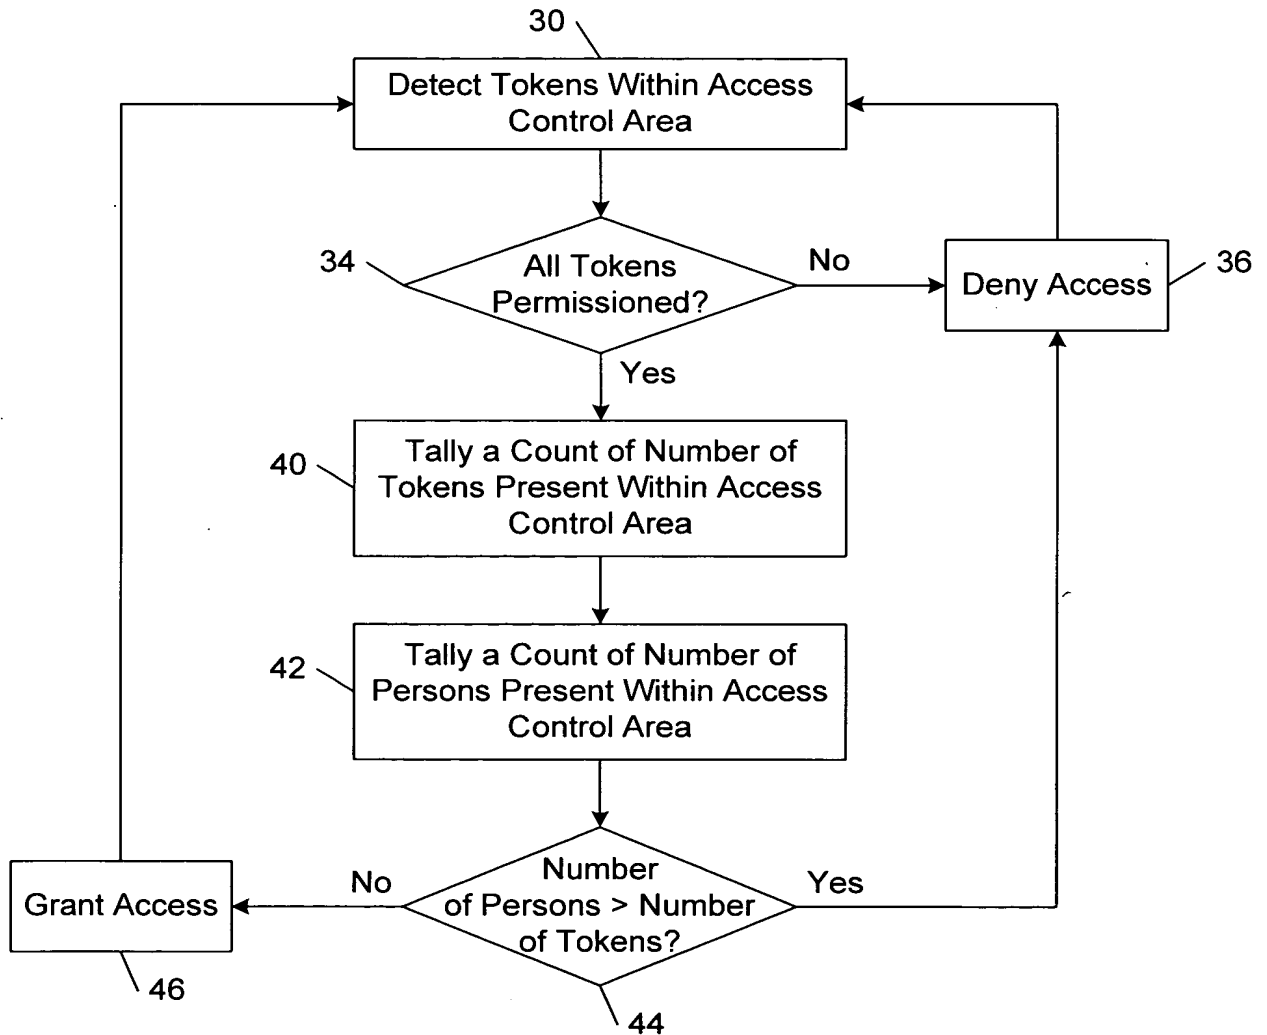 30
Detect Tokens Within Access
Control Area
34
All Tokens
Permissioned?
No
Deny Access
36
Yes
40
Tally a Count of Number of
Tokens Present Within Access
Control Area
42
Tally a Count of Number of
Persons Present Within Access
Control Area
Number
of Persons > Number
of Tokens?
No
Yes
Grant Access
46
44